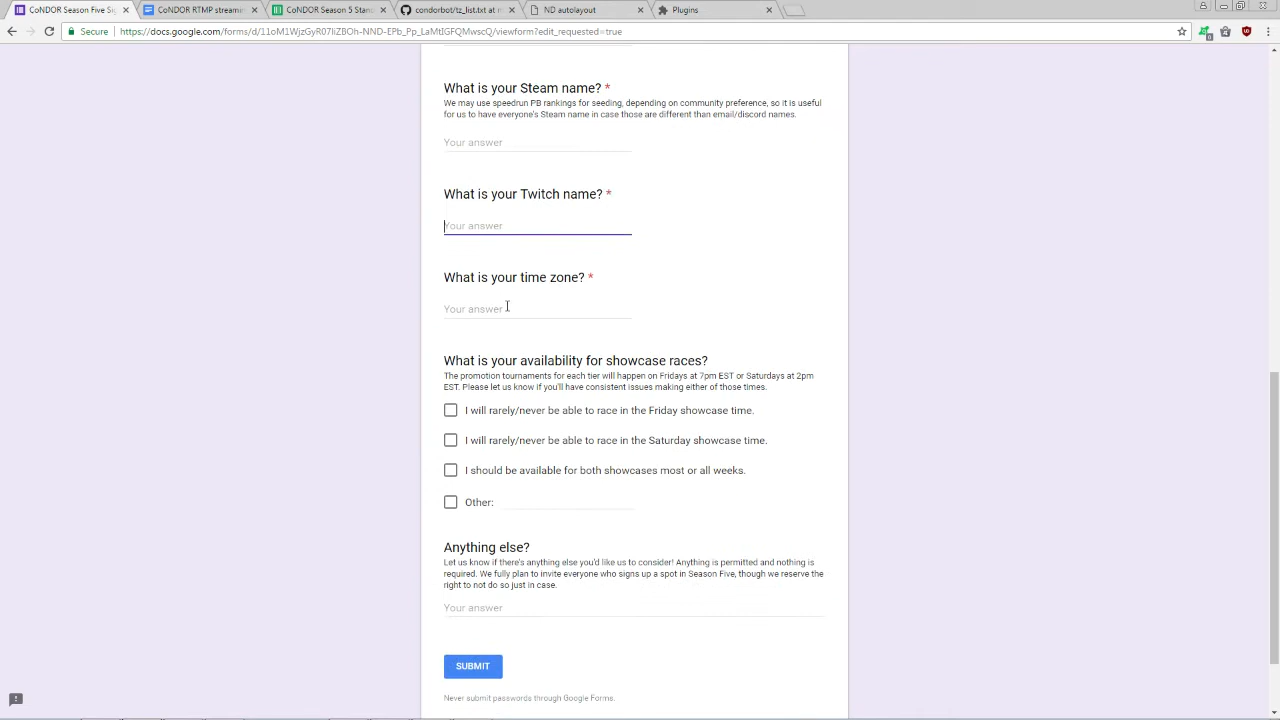 CoNDOR Season Five Sig
CoNDOR RTMP streamin
CoNDOR Season 5 Stand
condorbot/tz_list.txt at m
ND autolayout
Plugins
Secure
https://docs.google.com/forms/d/11oM1WjzGyR07IiZBOh-NND-EPb_Pp_LaMtIGFQMwscQ/viewform?edit_requested=true
What is your Steam name? *
We may use speedrun PB rankings for seeding, depending on community preference, so it is useful
for us to have everyone's Steam name in case those are different than email/discord names.
Your answer
What is your Twitch name? *
Your answer
What is your time zone? *
Your answer
What is your availability for showcase races?
The promotion tournaments for each tier will happen on Fridays at 7pm EST or Saturdays at 2pm
EST. Please let us know if you'll have consistent issues making either of those times.
I will rarely/never be able to race in the Friday showcase time.
I will rarely/never be able to race in the Saturday showcase time.
I should be available for both showcases most or all weeks.
Other:
Anything else?
Let us know if there's anything else you'd like us to consider! Anything is permitted and nothing is
required. We fully plan to invite everyone who signs up a spot in Season Five, though we reserve the
right to not do so just in case.
Your answer
SUBMIT
Never submit passwords through Google Forms.